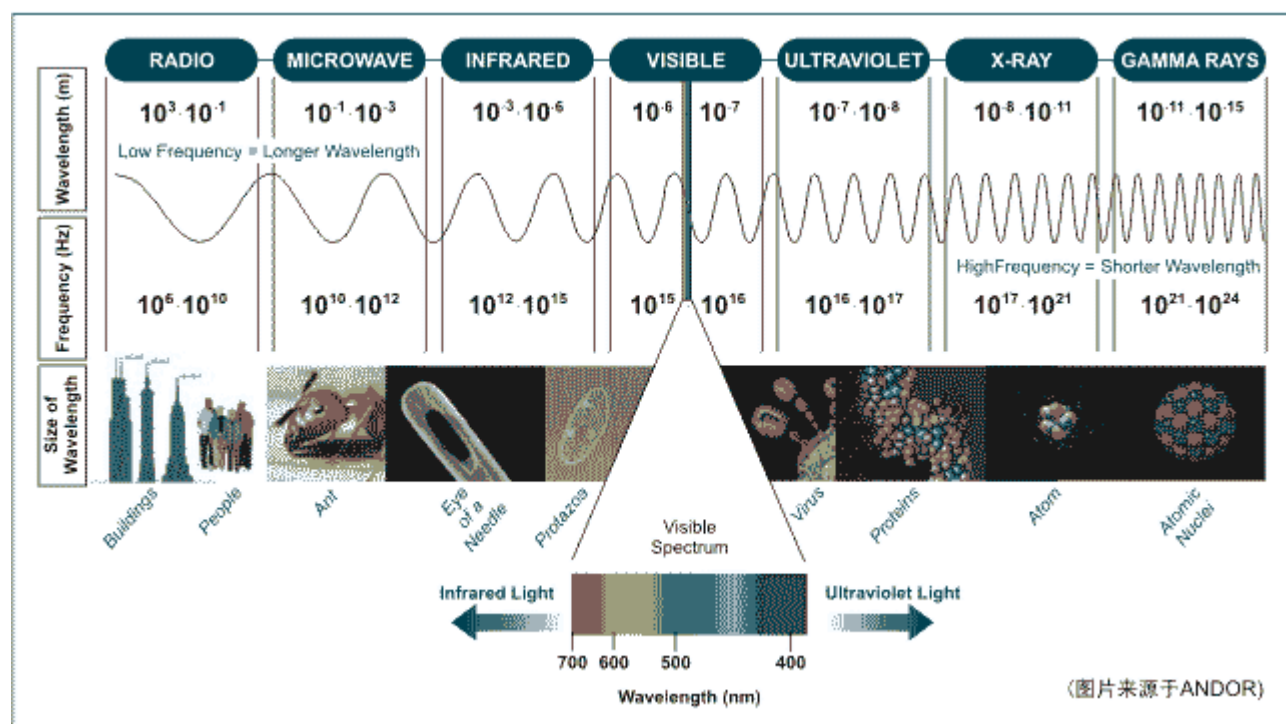 RADIO MICROWAVE INFRARED VISIBLE ULTRAVIOLET X-RAY GAMMA RAYS
Wavelength (m)
10³·10⁻¹ 10⁻¹·10⁻³ 10⁻³·10⁻⁶ 10⁻⁶ 10⁻⁷ 10⁻⁷·10⁻⁸ 10⁻⁸·10⁻¹¹ 10⁻¹¹·10⁻¹⁵
Low Frequency = Longer Wavelength
Frequency (Hz)
HighFrequency = Shorter Wavelength
10⁶·10¹⁰ 10¹⁰·10¹² 10¹²·10¹⁵ 10¹⁵ 10¹⁶ 10¹⁶·10¹⁷ 10¹⁷·10²¹ 10²¹·10²⁴
Size of
Wavelength
Buildings
People
Ant
Eye
of a
Needle
Protazoa
Virus
Proteins
Atom
Atomic
Nuclei
Visible
Spectrum
Infrared Light
Ultraviolet Light
700 600 500 400
Wavelength (nm)
(图片来源于ANDOR)